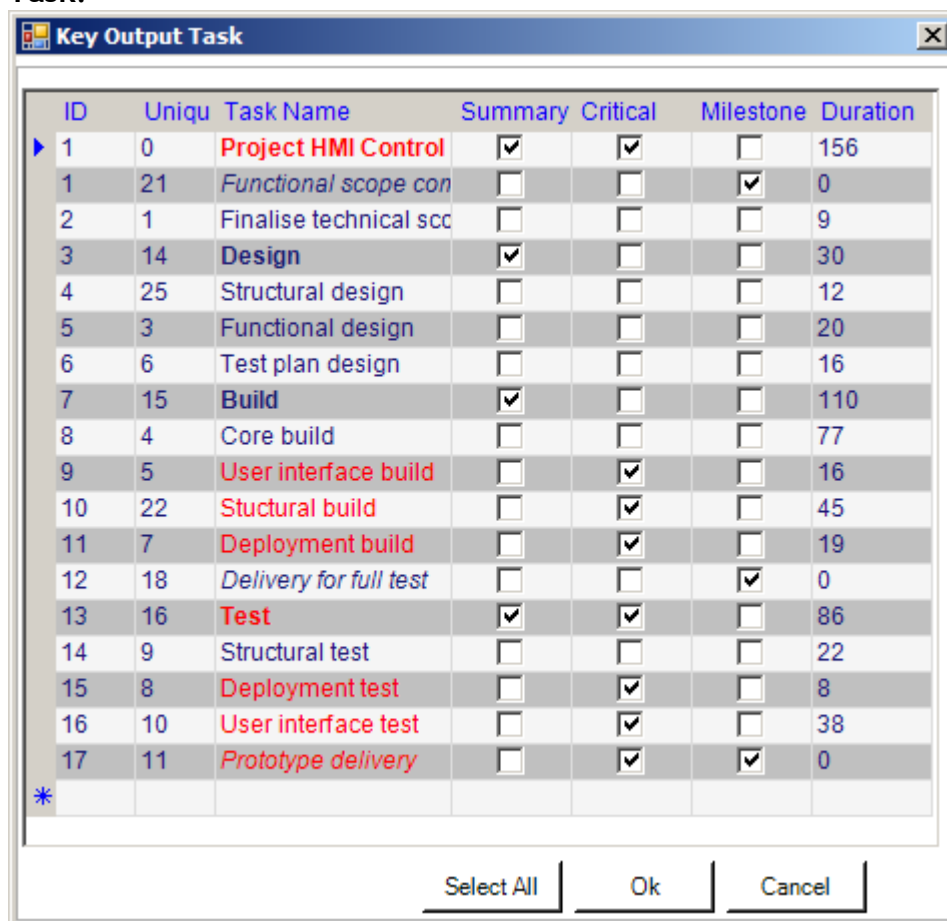 Task:
Key Output Task
ID Uniqu Task Name Summary Critical Milestone Duration
1 0 Project HMI Control 156
1 21 Functional scope con 0
2 1 Finalise technical sco 9
3 14 Design 30
4 25 Structural design 12
5 3 Functional design 20
6 6 Test plan design 16
7 15 Build 110
8 4 Core build 77
9 5 User interface build 16
10 22 Stuctural build 45
11 7 Deployment build 19
12 18 Delivery for full test 0
13 16 Test 86
14 9 Structural test 22
15 8 Deployment test 8
16 10 User interface test 38
17 11 Prototype delivery 0
Select All Ok Cancel